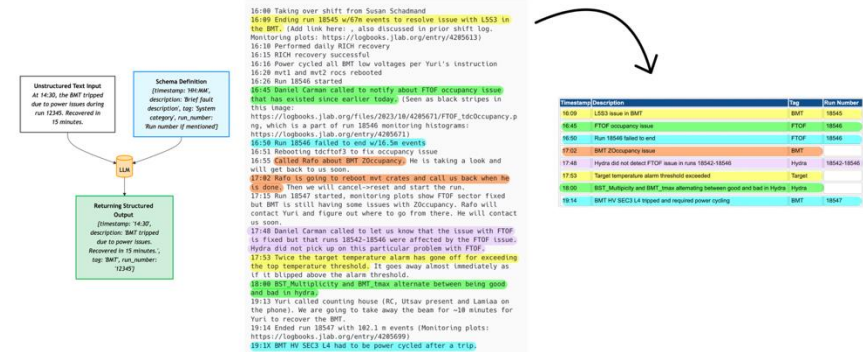 Unstructured Text Input
At 14:30, the BMT tripped
due to power issues during
run 12345. Recovered in
15 minutes.
Schema Definition
[timestamp: 'HH:MM',
description: 'Brief fault
description', tag: 'System
category', run_number:
'Run number if mentioned']
LLM
Returning Structured
Output
[timestamp: '14:30',
description: 'BMT tripped
due to power issues.
Recovered in 15 minutes.',
tag: 'BMT', run_number:
'12345']
16:00 Taking over shift from Susan Schadmand
16:09 Ending run 18545 w/67m events to resolve issue with L5S3 in
the BMT. (Add link here: , also discussed in prior shift log.
Monitoring plots: https://logbooks.jlab.org/entry/4205613)
16:10 Performed daily RICH recovery
16:15 RICH recovery successful
16:16 Power cycled all BMT low voltages per Yuri's instruction
16:20 mvt1 and mvt2 rocs rebooted
16:26 Run 18546 started
16:45 Daniel Carman called to notify about FTOF occupancy issue
that has existed since earlier today. (Seen as black stripes in
this image:
https://logbooks.jlab.org/files/2023/10/4205671/FTOF_tdcOccupancy.p
ng, which is a part of run 18546 monitoring histograms:
https://logbooks.jlab.org/entry/4205671)
16:50 Run 18546 failed to end w/16.5m events
16:51 Rebooting tdcftof3 to fix occupancy issue
16:55 Called Rafo about BMT ZOccupancy. He is taking a look and
will get back to us soon.
17:02 Rafo is going to reboot mvt crates and call us back when he
is done. Then we will cancel->reset and start the run.
17:15 Run 18547 started, monitoring plots show FTOF sector fixed
but BMT is still having some issues with ZOccupancy. Rafo will
contact Yuri and figure out where to go from there. He will contact
us soon.
17:48 Daniel Carman called to let us know that the issue with FTOF
is fixed but that runs 18542-18546 were affected by the FTOF issue.
Hydra did not pick up on this particular problem with FTOF.
17:53 Twice the target temperature alarm has gone off for exceeding
the top temperature threshold. It goes away almost immediately as
if it blipped above the alarm threshold.
18:00 BST_Multiplicity and BMT_tmax alternate between being good
and bad in hydra.
19:13 Yuri called counting house (RC, Utsav present and Lamiaa on
the phone). We are going to take away the beam for ~10 minutes for
Yuri to recover the BMT.
19:14 Ended run 18547 with 102.1 m events (Monitoring plots:
https://logbooks.jlab.org/entry/4205699)
19:1X BMT HV SEC3 L4 had to be power cycled after a trip.
Timestamp Description Tag Run Number
16:09 L5S3 issue in BMT BMT 18545
16:45 FTOF occupancy issue FTOF 18546
16:50 Run 18546 failed to end FTOF 18546
17:02 BMT ZOccupancy issue BMT
17:48 Hydra did not detect FTOF issue in runs 18542-18546 Hydra 18542-18546
17:53 Target temperature alarm threshold exceeded Target
18:00 BST_Multiplicity and BMT_tmax alternating between good and bad in Hydra Hydra
19:14 BMT HV SEC3 L4 tripped and required power cycling BMT 18547